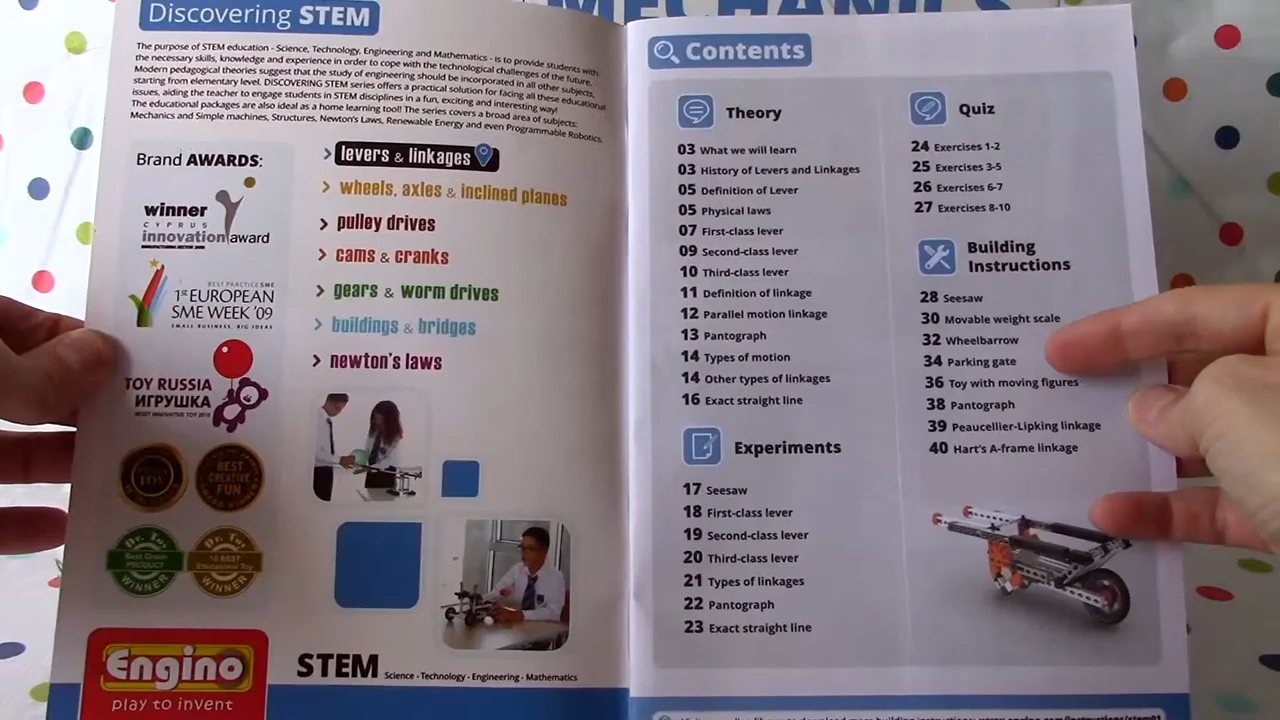 MECHANICS
Discovering STEM
The purpose of STEM education - Science, Technology, Engineering and Mathematics - is to provide students with
the necessary skills, knowledge and experience in order to cope with the technological challenges of the future.
Modern pedagogical theories suggest that the study of engineering should be incorporated in all other subjects,
starting from elementary level. DISCOVERING STEM series offers a practical solution for facing all these educational
issues, aiding the teacher to engage students in STEM disciplines in a fun, exciting and interesting way!
The educational packages are also ideal as a home learning tool! The series covers a broad area of subjects:
Mechanics and Simple machines, Structures, Newton's Laws, Renewable Energy and even Programmable Robotics.
Brand AWARDS:
winner
CYPRUS
innovation award
BEST PRACTICE SME
1st EUROPEAN
SME WEEK '09
SMALL BUSINESS, BIG IDEAS
TOY RUSSIA
ИГРУШКА
BEST
CREATIVE
FUN
Dr. Toy
Best Green
PRODUCT
WINNER
Dr. Toy
10 BEST
Educational Toy
WINNER
Engino
play to invent
> levers & linkages
> wheels, axles & inclined planes
> pulley drives
> cams & cranks
> gears & worm drives
> buildings & bridges
> newton's laws
STEM Science - Technology - Engineering - Mathematics
Contents
Theory
03 What we will learn
03 History of Levers and Linkages
05 Definition of Lever
05 Physical laws
07 First-class lever
09 Second-class lever
10 Third-class lever
11 Definition of linkage
12 Parallel motion linkage
13 Pantograph
14 Types of motion
14 Other types of linkages
16 Exact straight line
Experiments
17 Seesaw
18 First-class lever
19 Second-class lever
20 Third-class lever
21 Types of linkages
22 Pantograph
23 Exact straight line
Quiz
24 Exercises 1-2
25 Exercises 3-5
26 Exercises 6-7
27 Exercises 8-10
Building
Instructions
28 Seesaw
30 Movable weight scale
32 Wheelbarrow
34 Parking gate
36 Toy with moving figures
38 Pantograph
39 Peaucellier-Lipking linkage
40 Hart's A-frame linkage